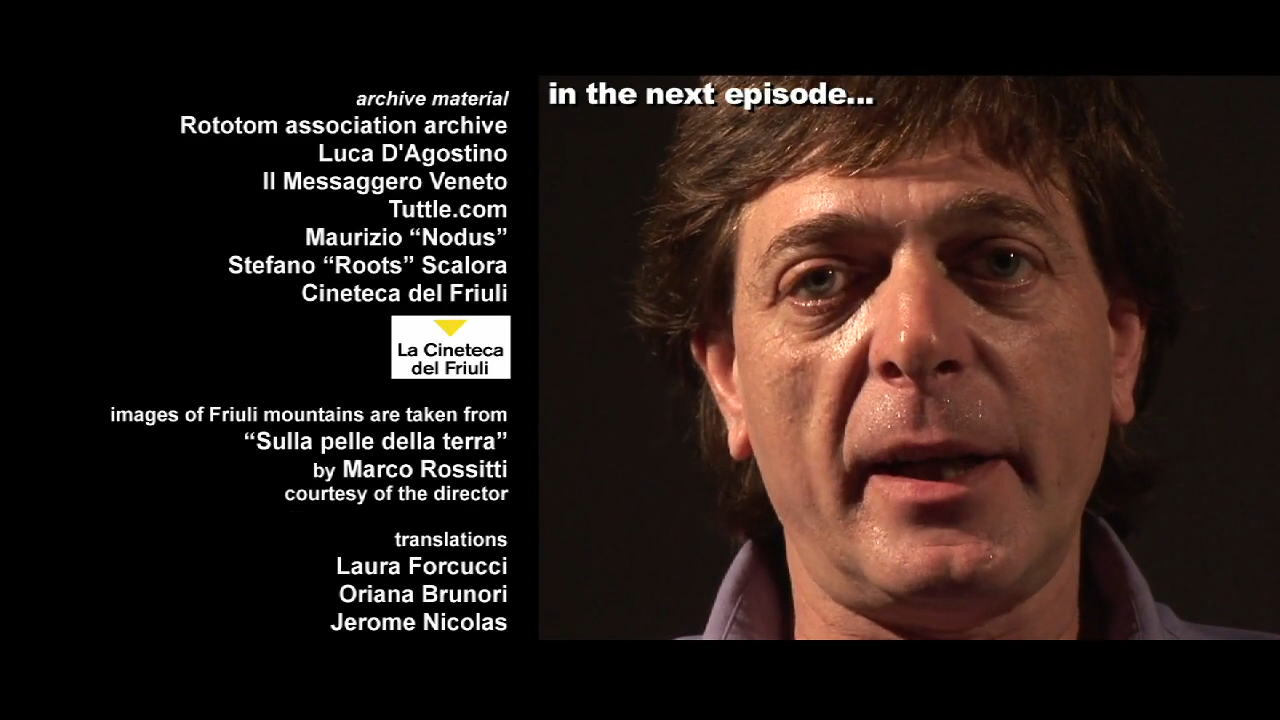 archive material
Rototom association archive
Luca D'Agostino
Il Messaggero Veneto
Tuttle.com
Maurizio “Nodus”
Stefano “Roots” Scalora
Cineteca del Friuli
La Cineteca
del Friuli
images of Friuli mountains are taken from
“Sulla pelle della terra”
by Marco Rossitti
courtesy of the director
translations
Laura Forcucci
Oriana Brunori
Jerome Nicolas
in the next episode...